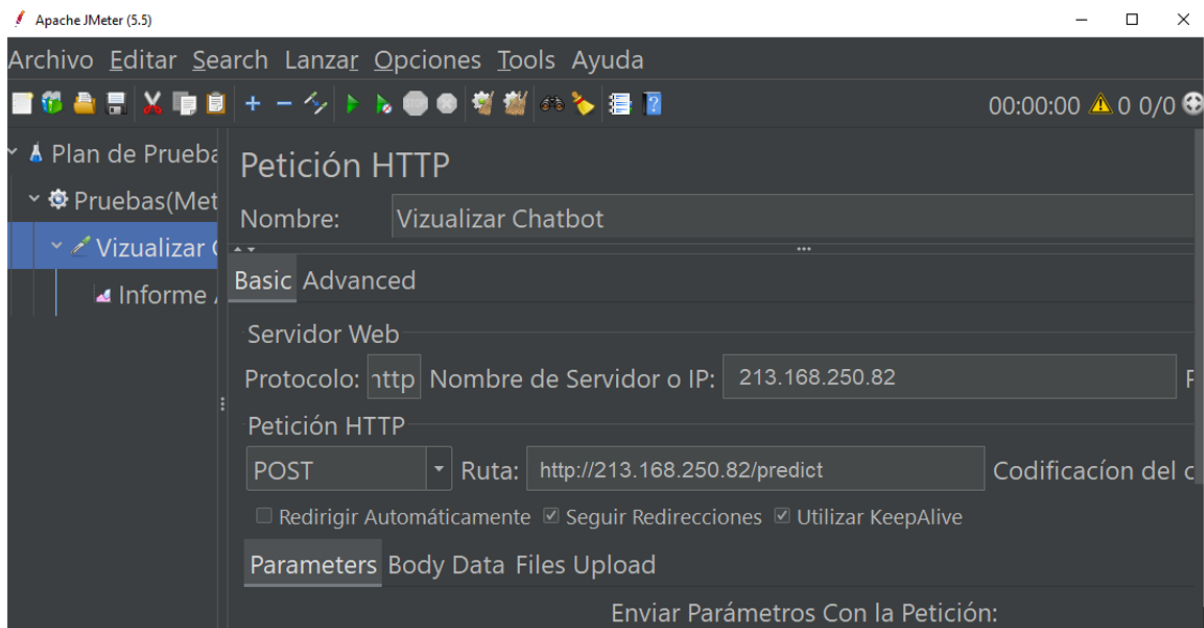 Apache JMeter (5.5)
Archivo Editar Search Lanzar Opciones Tools Ayuda
00:00:00 0 0/0
Plan de Prueba
Pruebas(Met
Vizualizar
Informe
Petición HTTP
Nombre: Vizualizar Chatbot
Basic Advanced
Servidor Web
Protocolo: http Nombre de Servidor o IP: 213.168.250.82
Petición HTTP
POST Ruta: http://213.168.250.82/predict Codificacíon del c
Redirigir Automáticamente Seguir Redirecciones Utilizar KeepAlive
Parameters Body Data Files Upload
Enviar Parámetros Con la Petición: